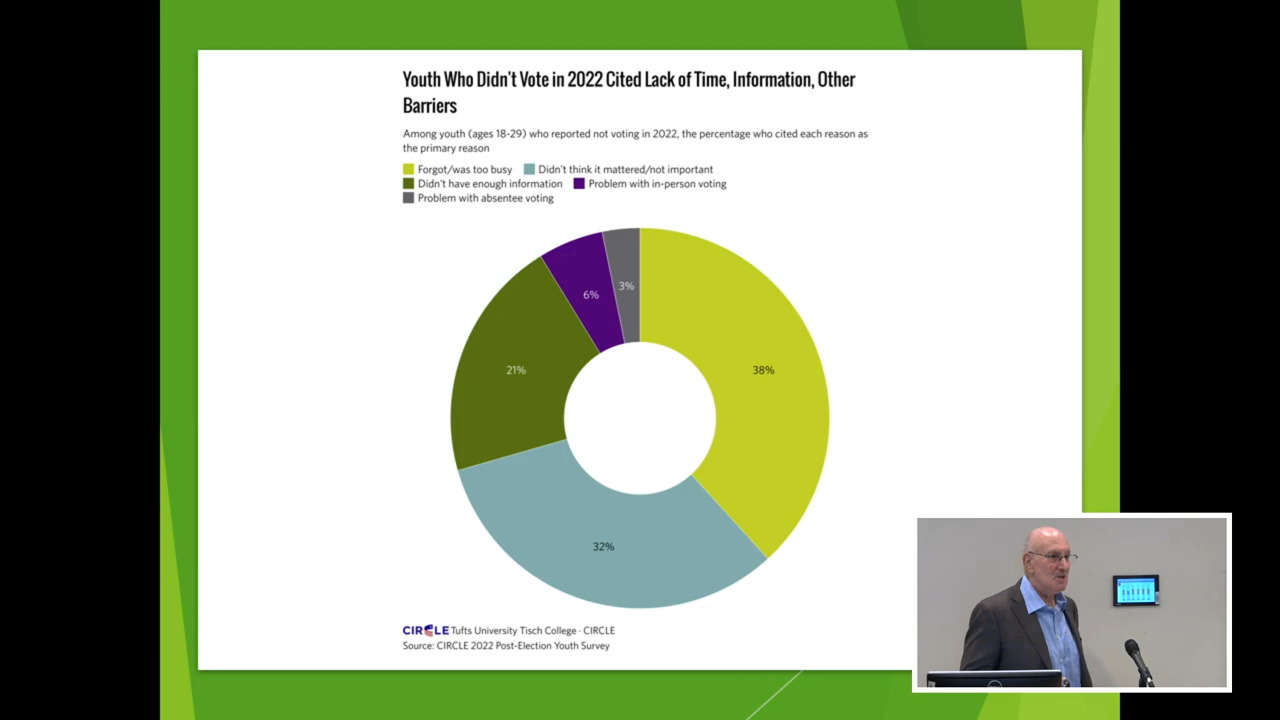 Youth Who Didn't Vote in 2022 Cited Lack of Time, Information, Other
Barriers
Among youth (ages 18-29) who reported not voting in 2022, the percentage who cited each reason as
the primary reason
Forgot/was too busy Didn't think it mattered/not important
Didn't have enough information Problem with in-person voting
Problem with absentee voting
3%
6%
38%
21%
32%
CIRCLE Tufts University Tisch College · CIRCLE
Source: CIRCLE 2022 Post-Election Youth Survey